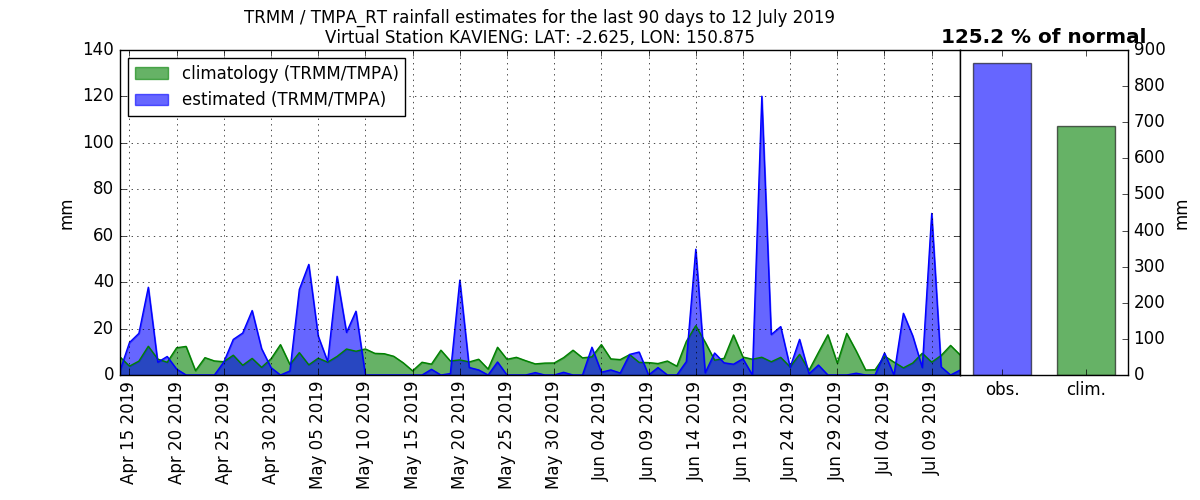 TRMM / TMPA_RT rainfall estimates for the last 90 days to 12 July 2019
Virtual Station KAVIENG: LAT: -2.625, LON: 150.875
125.2 % of normal
climatology (TRMM/TMPA)
estimated (TRMM/TMPA)
140
120
100
80
60
40
20
0
mm
Apr 15 2019
Apr 20 2019
Apr 25 2019
Apr 30 2019
May 05 2019
May 10 2019
May 15 2019
May 20 2019
May 25 2019
May 30 2019
Jun 04 2019
Jun 09 2019
Jun 14 2019
Jun 19 2019
Jun 24 2019
Jun 29 2019
Jul 04 2019
Jul 09 2019
900
800
700
600
500
400
300
200
100
0
mm
obs.
clim.